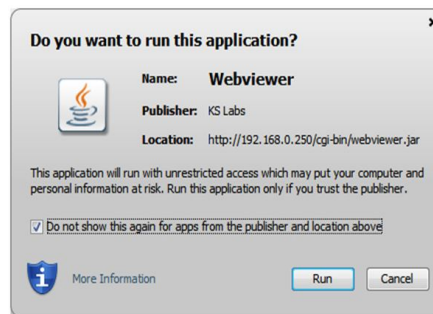 Do you want to run this application?
Name: Webviewer
Publisher: KS Labs
Location: http://192.168.0.250/cgi-bin/webviewer.jar
This application will run with unrestricted access which may put your computer and
personal information at risk. Run this application only if you trust the publisher.
Do not show this again for apps from the publisher and location above
More Information
Run
Cancel